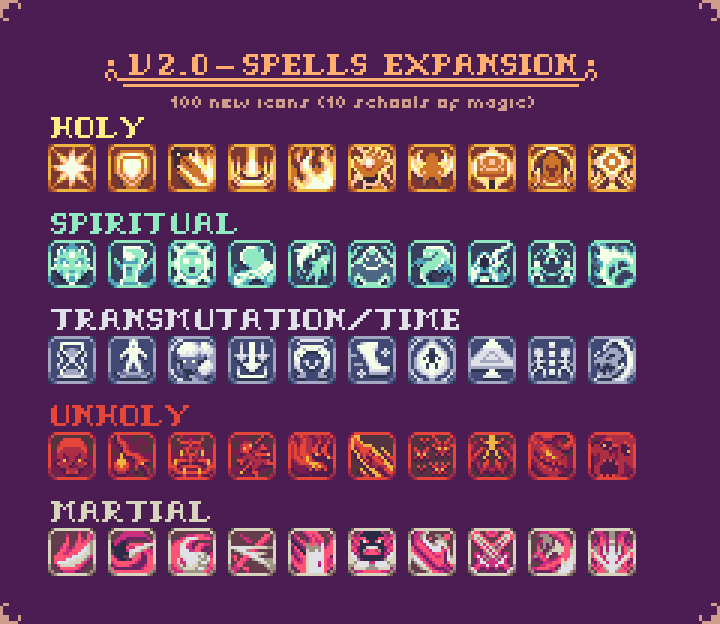 V2.0-SPELLS EXPANSION
100 new icons (10 schools of magic)
HOLY
SPIRITUAL
TRANSMUTATION/TIME
UNHOLY
MARTIAL